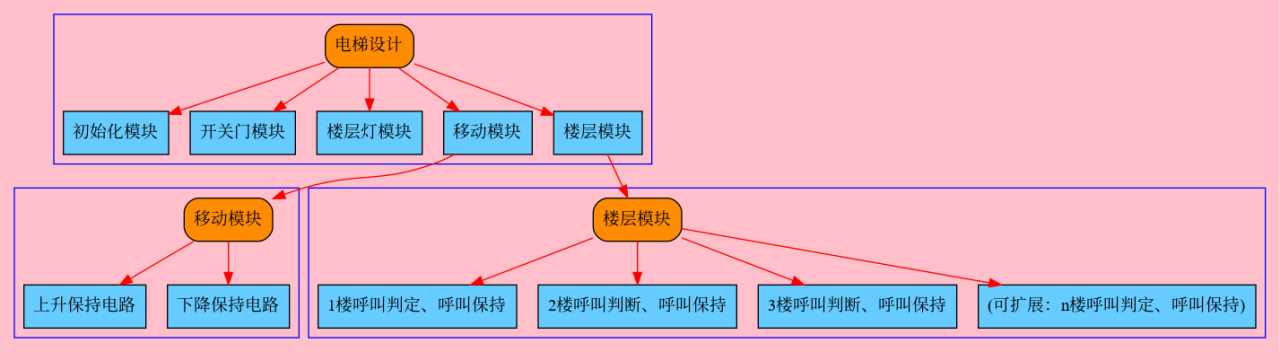 电梯设计
初始化模块
开关门模块
楼层灯模块
移动模块
楼层模块
移动模块
楼层模块
上升保持电路
下降保持电路
1楼呼叫判定、呼叫保持
2楼呼叫判断、呼叫保持
3楼呼叫判断、呼叫保持
(可扩展：n楼呼叫判定、呼叫保持)